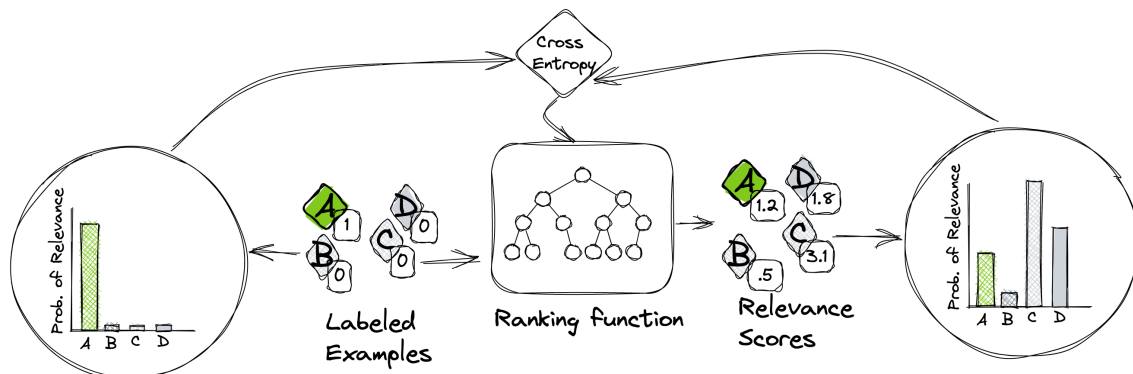 Cross
Entropy
Prob. of Relevance
A B C D
A
1
D
0
B
0
C
0
Labeled
Examples
Ranking function
A
1.2
D
1.8
B
.5
C
3.1
Relevance
Scores
Prob. of Relevance
A B C D